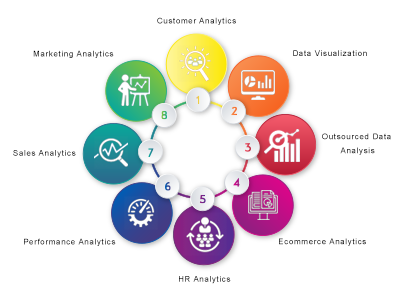 Customer Analytics
Marketing Analytics
Data Visualization
8
1
2
Outsourced Data
Analysis
Sales Analytics
7
3
6
4
5
Performance Analytics
Ecommerce Analytics
HR Analytics